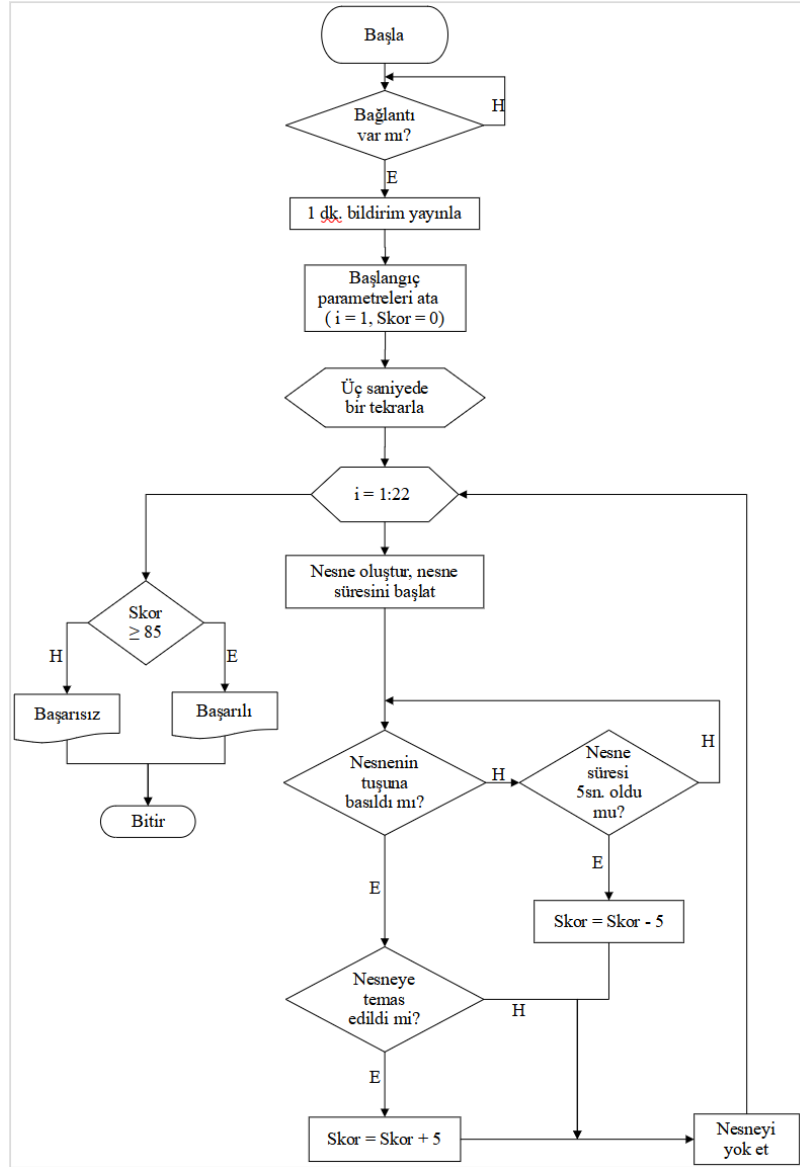 Başla
H
Bağlantı
var mı?
E
1 dk. bildirim yayınla
Başlangıç
parametreleri ata
( i = 1, Skor = 0)
Üç saniyede
bir tekrarla
i = 1:22
Nesne oluştur, nesne
süresini başlat
Skor
≥ 85
H
E
Başarısız
Başarılı
Bitir
Nesnenin
tuşuna
basıldı mı?
H
Nesne
süresi
5sn. oldu
mu?
H
E
E
Skor = Skor - 5
Nesneye
temas
edildi mi?
H
E
Skor = Skor + 5
Nesneyi
yok et